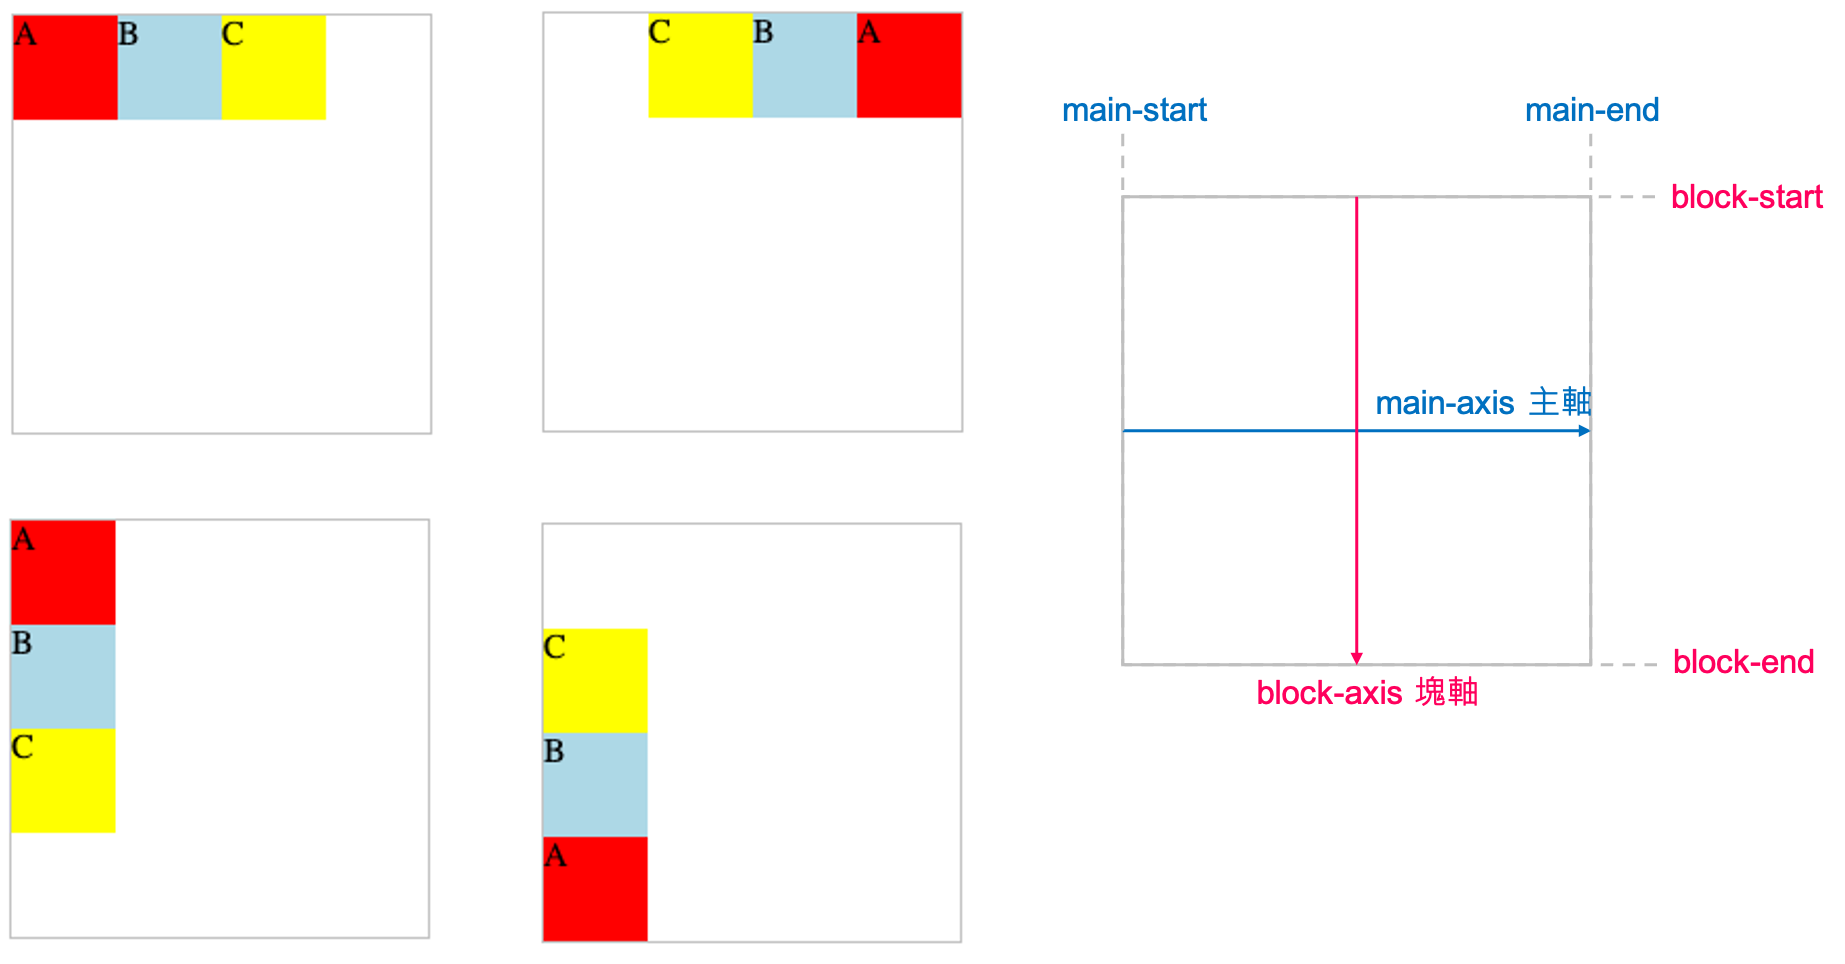 A B C
C B A
A
B
C
C
B
A
main-start main-end
block-start
main-axis 主軸
block-end
block-axis 塊軸